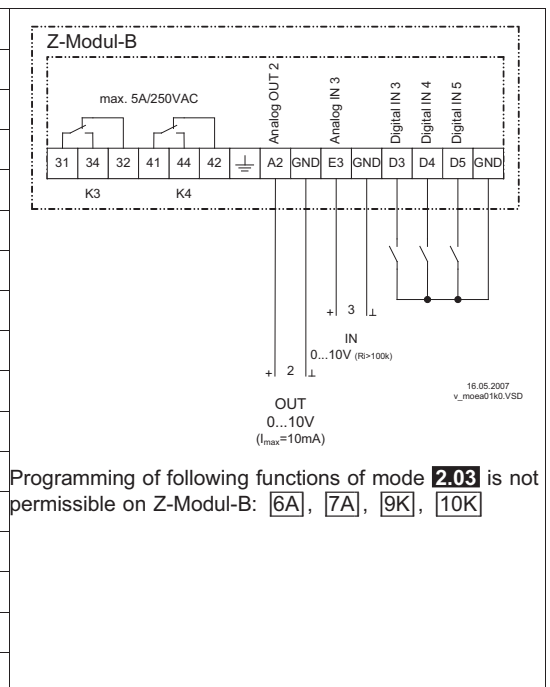 Z-Modul-B
max. 5A/250VAC
Analog OUT 2
Analog IN 3
Digital IN 3
Digital IN 4
Digital IN 5
31 34 32 41 44 42 A2 GND E3 GND D3 D4 D5 GND
K3 K4
+ 3 ⊥
IN
0...10V (Ri>100k)
+ 2 ⊥
OUT
0...10V
(Imax=10mA)
16.05.2007
v_moea01k0.VSD
Programming of following functions of mode 2.03 is not
permissible on Z-Modul-B: 6A, 7A, 9K, 10K